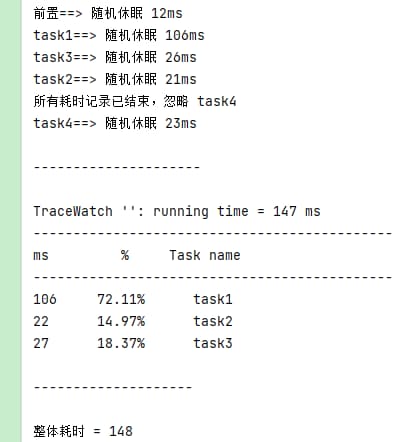 前置==> 随机休眠 12ms
task1==> 随机休眠 106ms
task3==> 随机休眠 26ms
task2==> 随机休眠 21ms
所有耗时记录已结束，忽略 task4
task4==> 随机休眠 23ms
---------------------
TraceWatch '': running time = 147 ms
---------------------------------------------
ms         %     Task name
---------------------------------------------
106     72.11%      task1
22      14.97%      task2
27      18.37%      task3
--------------------
整体耗时 = 148